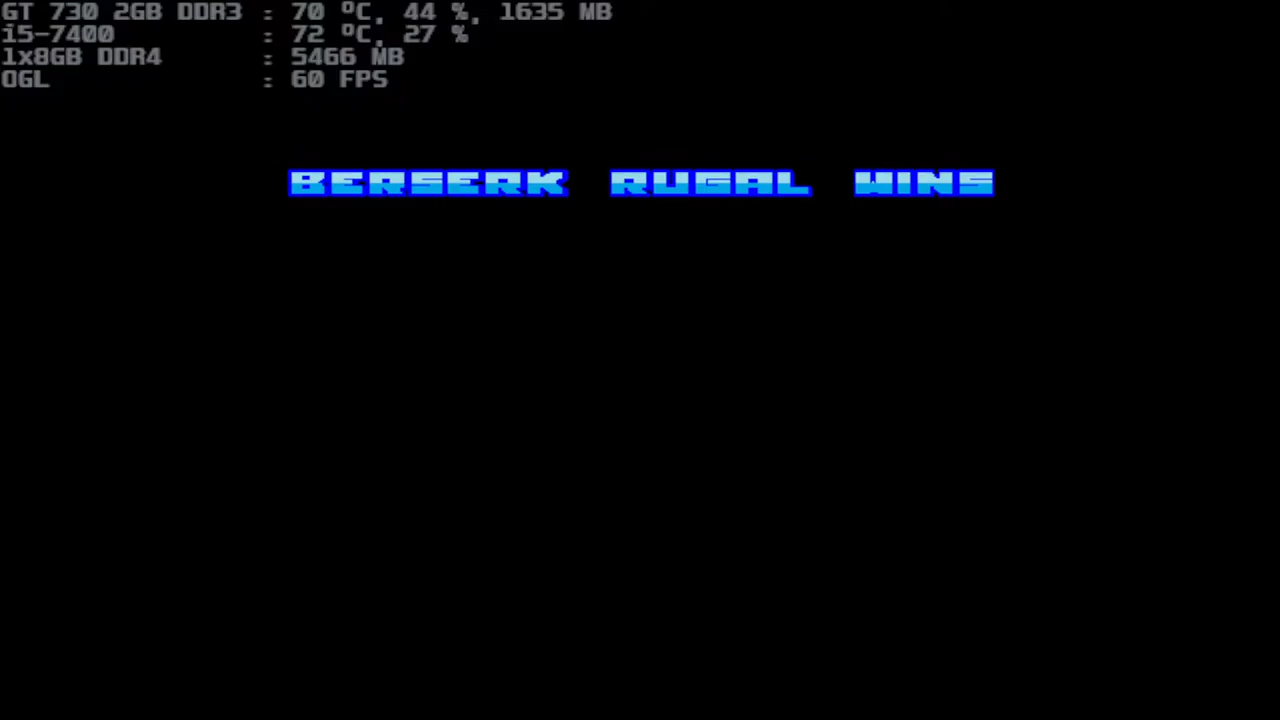 GT 730 2GB DDR3 : 70 ºC, 44 %, 1635 MB
i5-7400 : 72 ºC, 27 %
1x8GB DDR4 : 5466 MB
OGL : 60 FPS
BERSERK RUGAL WINS